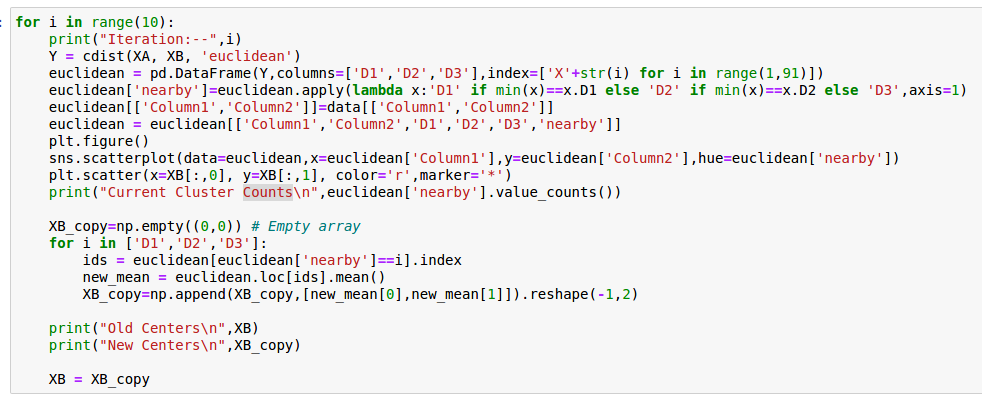 : for i in range(10):
    print("Iteration:--",i)
    Y = cdist(XA, XB, 'euclidean')
    euclidean = pd.DataFrame(Y,columns=['D1','D2','D3'],index=['X'+str(i) for i in range(1,91)])
    euclidean['nearby']=euclidean.apply(lambda x:'D1' if min(x)==x.D1 else 'D2' if min(x)==x.D2 else 'D3',axis=1)
    euclidean[['Column1','Column2']]=data[['Column1','Column2']]
    euclidean = euclidean[['Column1','Column2','D1','D2','D3','nearby']]
    plt.figure()
    sns.scatterplot(data=euclidean,x=euclidean['Column1'],y=euclidean['Column2'],hue=euclidean['nearby'])
    plt.scatter(x=XB[:,0], y=XB[:,1], color='r',marker='*')
    print("Current Cluster Counts\n",euclidean['nearby'].value_counts())

    XB_copy=np.empty((0,0)) # Empty array
    for i in ['D1','D2','D3']:
        ids = euclidean[euclidean['nearby']==i].index
        new_mean = euclidean.loc[ids].mean()
        XB_copy=np.append(XB_copy,[new_mean[0],new_mean[1]]).reshape(-1,2)

    print("Old Centers\n",XB)
    print("New Centers\n",XB_copy)

    XB = XB_copy